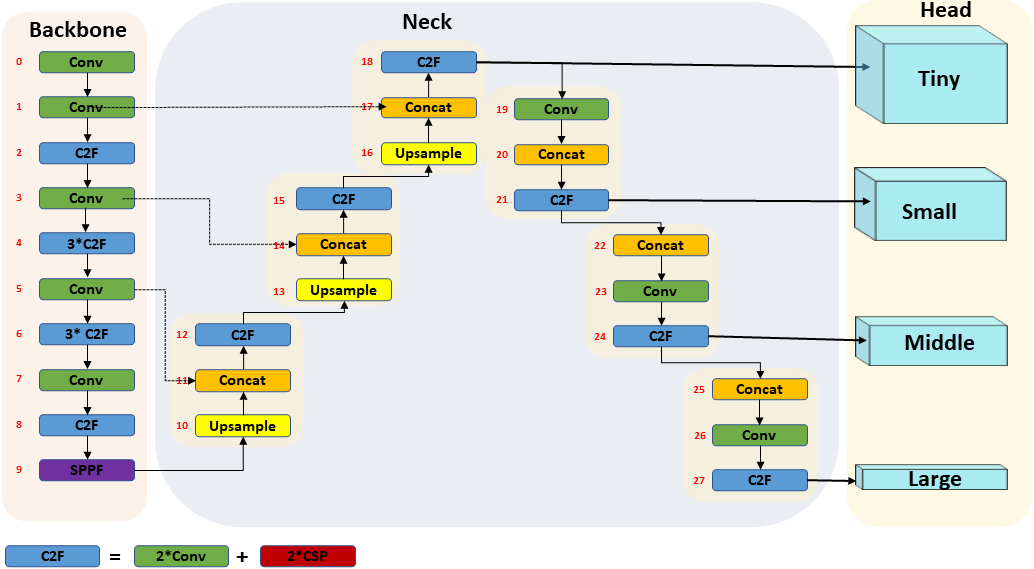 Backbone
0 Conv
1 Conv
2 C2F
3 Conv
4 3*C2F
5 Conv
6 3* C2F
7 Conv
8 C2F
9 SPPF
Neck
18 C2F
17 Concat
16 Upsample
15 C2F
14 Concat
13 Upsample
12 C2F
11 Concat
10 Upsample
19 Conv
20 Concat
21 C2F
22 Concat
23 Conv
24 C2F
25 Concat
26 Conv
27 C2F
Head
Tiny
Small
Middle
Large
C2F = 2*Conv + 2*CSP